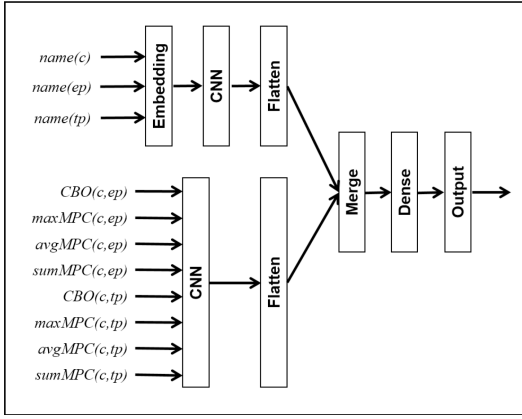 name(c)
name(ep)
name(tp)
Embedding
CNN
Flatten
CBO(c,ep)
maxMPC(c,ep)
avgMPC(c,ep)
sumMPC(c,ep)
CBO(c,tp)
maxMPC(c,tp)
avgMPC(c,tp)
sumMPC(c,tp)
CNN
Flatten
Merge
Dense
Output